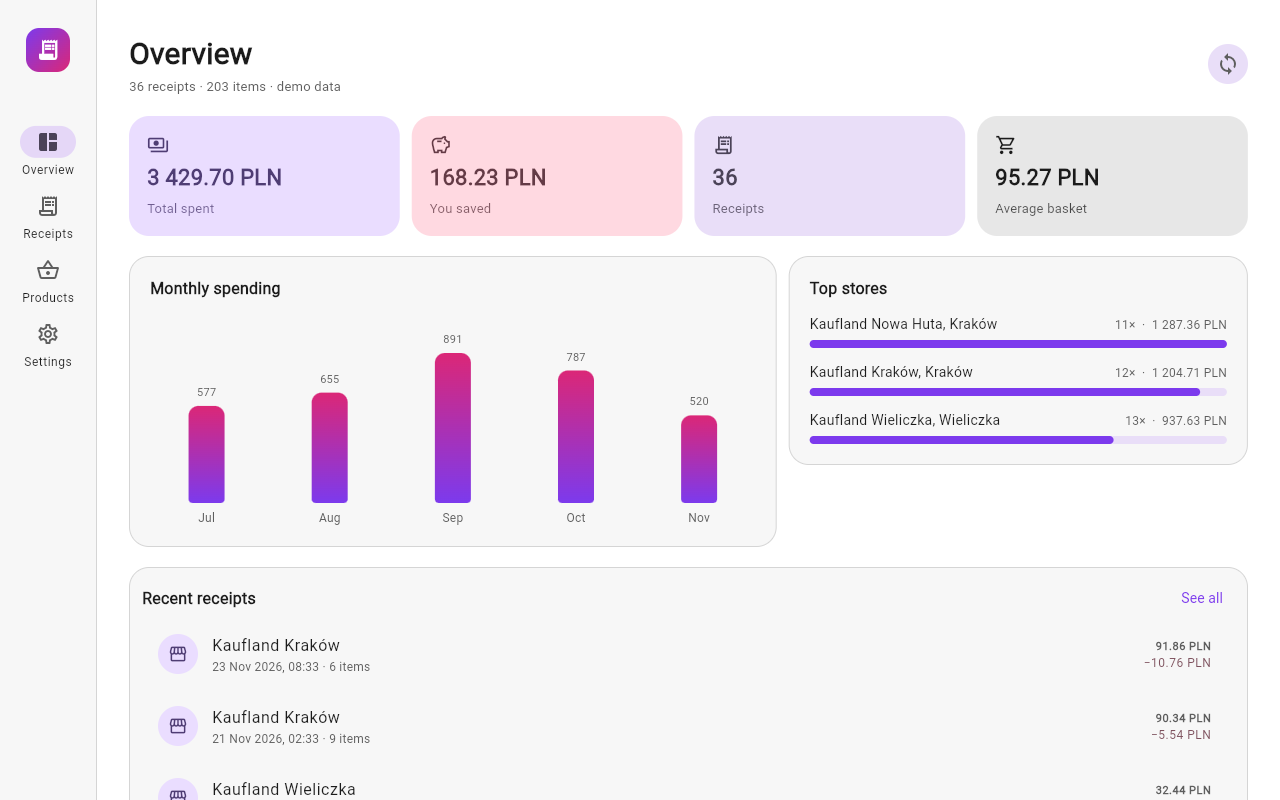 Overview
36 receipts · 203 items · demo data
Overview
Receipts
Products
Settings
3 429.70 PLN
Total spent
168.23 PLN
You saved
36
Receipts
95.27 PLN
Average basket
Monthly spending
577
655
891
787
520
Jul
Aug
Sep
Oct
Nov
Top stores
Kaufland Nowa Huta, Kraków
11× · 1 287.36 PLN
Kaufland Kraków, Kraków
12× · 1 204.71 PLN
Kaufland Wieliczka, Wieliczka
13× · 937.63 PLN
Recent receipts
See all
Kaufland Kraków
23 Nov 2026, 08:33 · 6 items
91.86 PLN
−10.76 PLN
Kaufland Kraków
21 Nov 2026, 02:33 · 9 items
90.34 PLN
−5.54 PLN
Kaufland Wieliczka
32.44 PLN